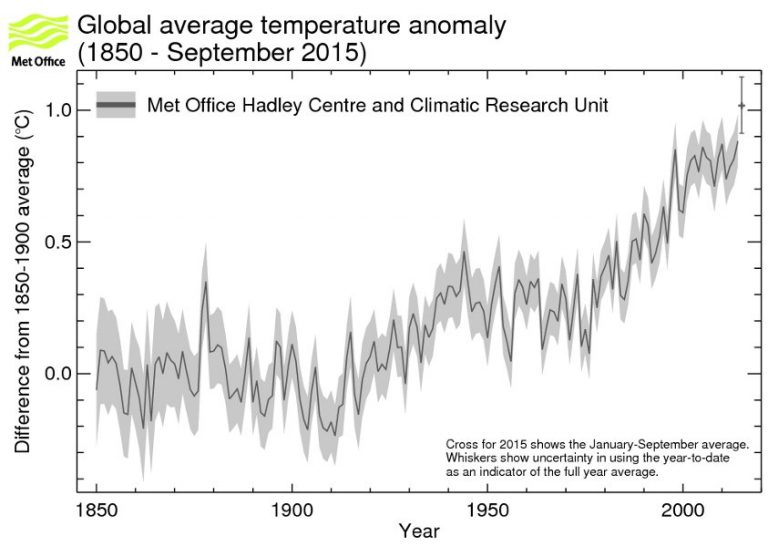 Met Office
Global average temperature anomaly
(1850 - September 2015)
Met Office Hadley Centre and Climatic Research Unit
Difference from 1850-1900 average (°C)
1.0
0.5
0.0
Cross for 2015 shows the January-September average.
Whiskers show uncertainty in using the year-to-date
as an indicator of the full year average.
1850
1900
1950
2000
Year